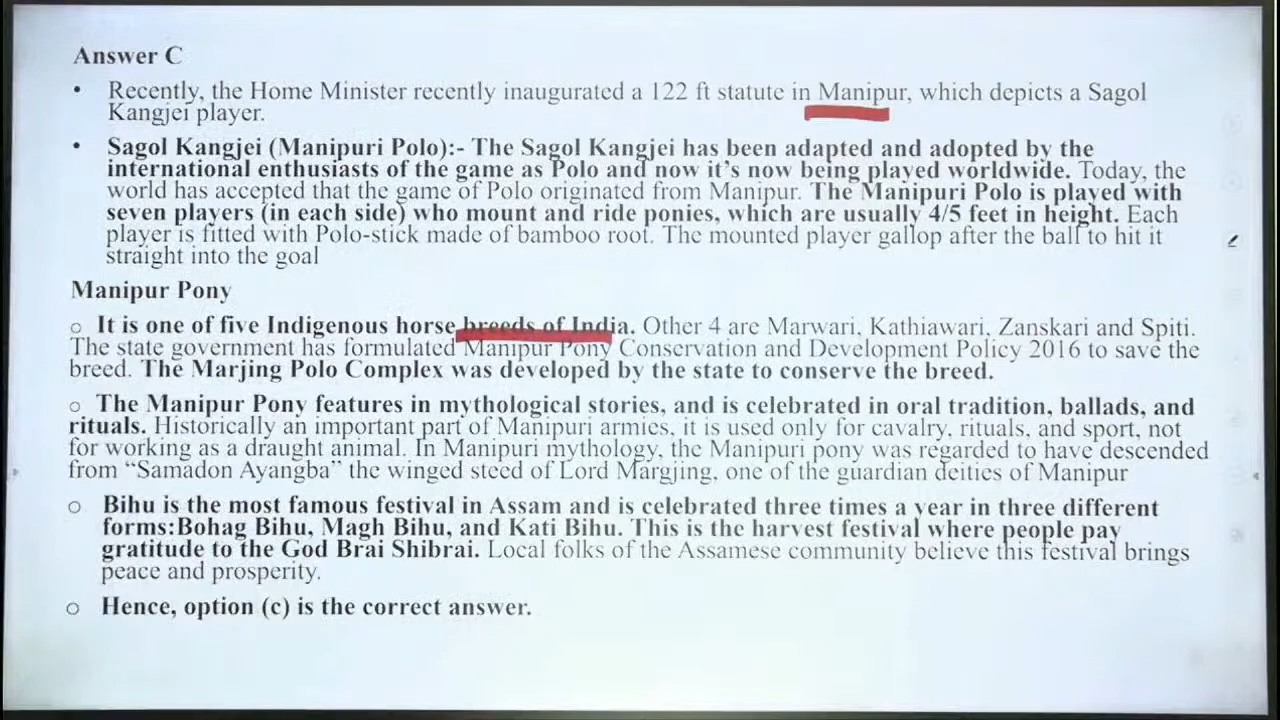 Answer C
• Recently, the Home Minister recently inaugurated a 122 ft statute in Manipur, which depicts a Sagol
Kangjei player.
• Sagol Kangjei (Manipuri Polo):- The Sagol Kangjei has been adapted and adopted by the
international enthusiasts of the game as Polo and now it's now being played worldwide. Today, the
world has accepted that the game of Polo originated from Manipur. The Manipuri Polo is played with
seven players (in each side) who mount and ride ponies, which are usually 4/5 feet in height. Each
player is fitted with Polo-stick made of bamboo root. The mounted player gallop after the ball to hit it
straight into the goal
Manipur Pony
o It is one of five Indigenous horse breeds of India. Other 4 are Marwari, Kathiawari, Zanskari and Spiti.
The state government has formulated Manipur Pony Conservation and Development Policy 2016 to save the
breed. The Marjing Polo Complex was developed by the state to conserve the breed.
o The Manipur Pony features in mythological stories, and is celebrated in oral tradition, ballads, and
rituals. Historically an important part of Manipuri armies, it is used only for cavalry, rituals, and sport, not
for working as a draught animal. In Manipuri mythology, the Manipuri pony was regarded to have descended
from "Samadon Ayangba" the winged steed of Lord Margjing, one of the guardian deities of Manipur
o Bihu is the most famous festival in Assam and is celebrated three times a year in three different
forms:Bohag Bihu, Magh Bihu, and Kati Bihu. This is the harvest festival where people pay
gratitude to the God Brai Shibrai. Local folks of the Assamese community believe this festival brings
peace and prosperity.
o Hence, option (c) is the correct answer.